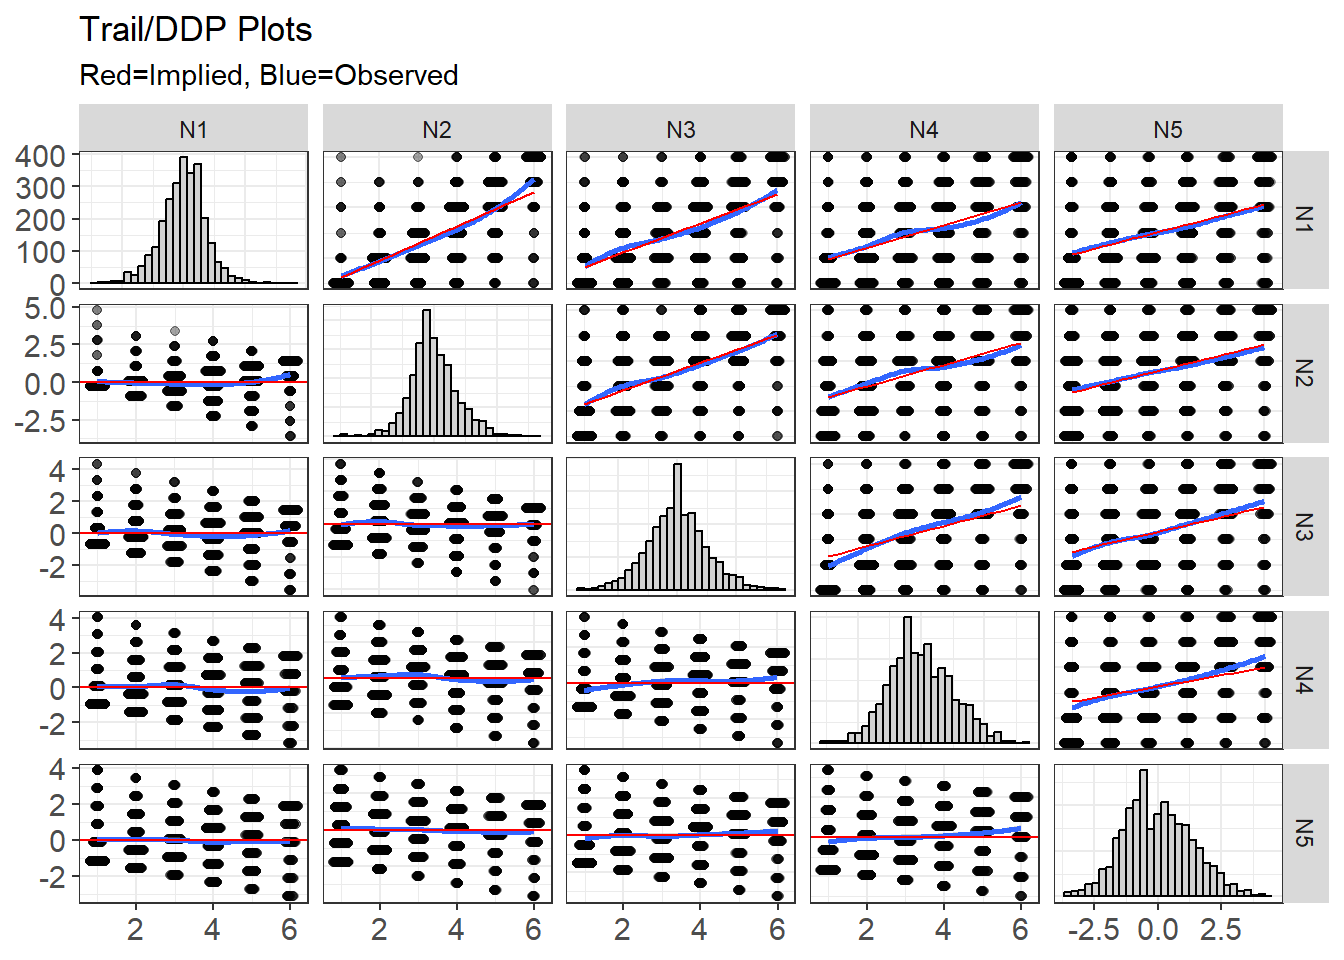 Trail/DDP Plots
Red=Implied, Blue=Observed
N1 N2 N3 N4 N5
400
300
200
100
0
N1
5.0
2.5
0.0
-2.5
N2
4
2
0
-2
N3
4
2
0
-2
N4
4
2
0
-2
N5
2 4 6 2 4 6 2 4 6 2 4 6 -2.5 0.0 2.5